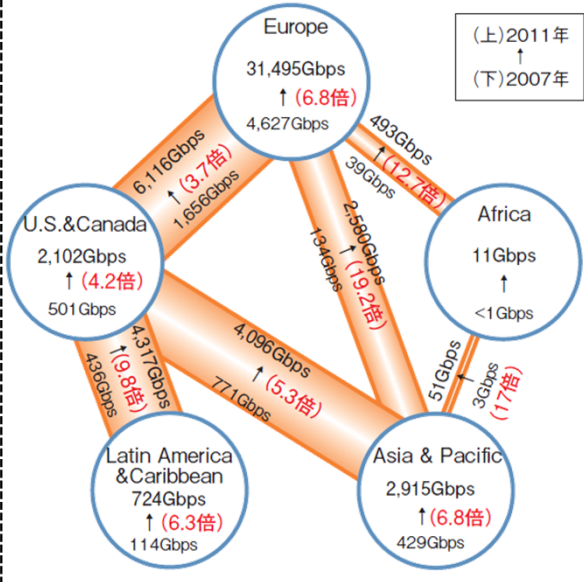 Europe
31,495Gbps
↑(6.8倍)
4,627Gbps
(上)2011年
↑
(下)2007年
6,116Gbps
↑(3.7倍)
1,656Gbps
493Gbps
↑(12.7倍)
39Gbps
2,580Gbps
↑(19.2倍)
134Gbps
U.S.&Canada
2,102Gbps
↑(4.2倍)
501Gbps
Africa
11Gbps
↑
<1Gbps
4,317Gbps
↑(9.8倍)
436Gbps
4,096Gbps
↑(5.3倍)
771Gbps
51Gbps
←
3Gbps
(17倍)
Latin America
&Caribbean
724Gbps
↑(6.3倍)
114Gbps
Asia & Pacific
2,915Gbps
↑(6.8倍)
429Gbps